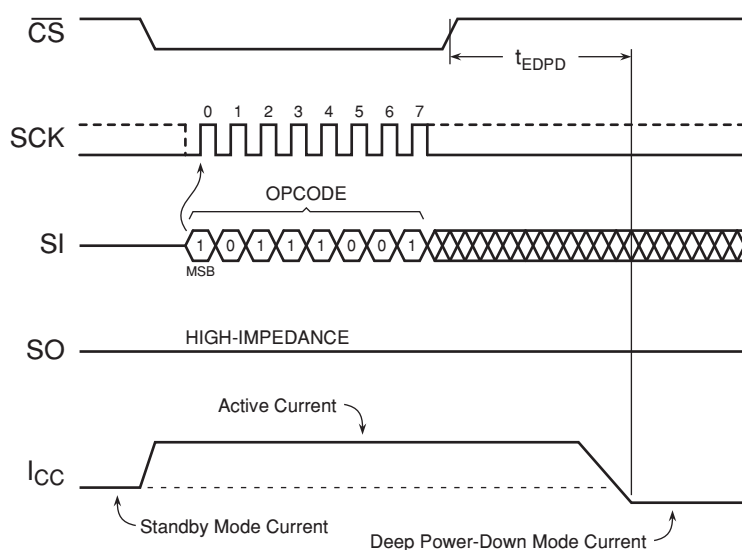 CS
tEDPD
0 1 2 3 4 5 6 7
SCK
OPCODE
SI
1 0 1 1 1 0 0 1
MSB
HIGH-IMPEDANCE
SO
Active Current
ICC
Standby Mode Current
Deep Power-Down Mode Current